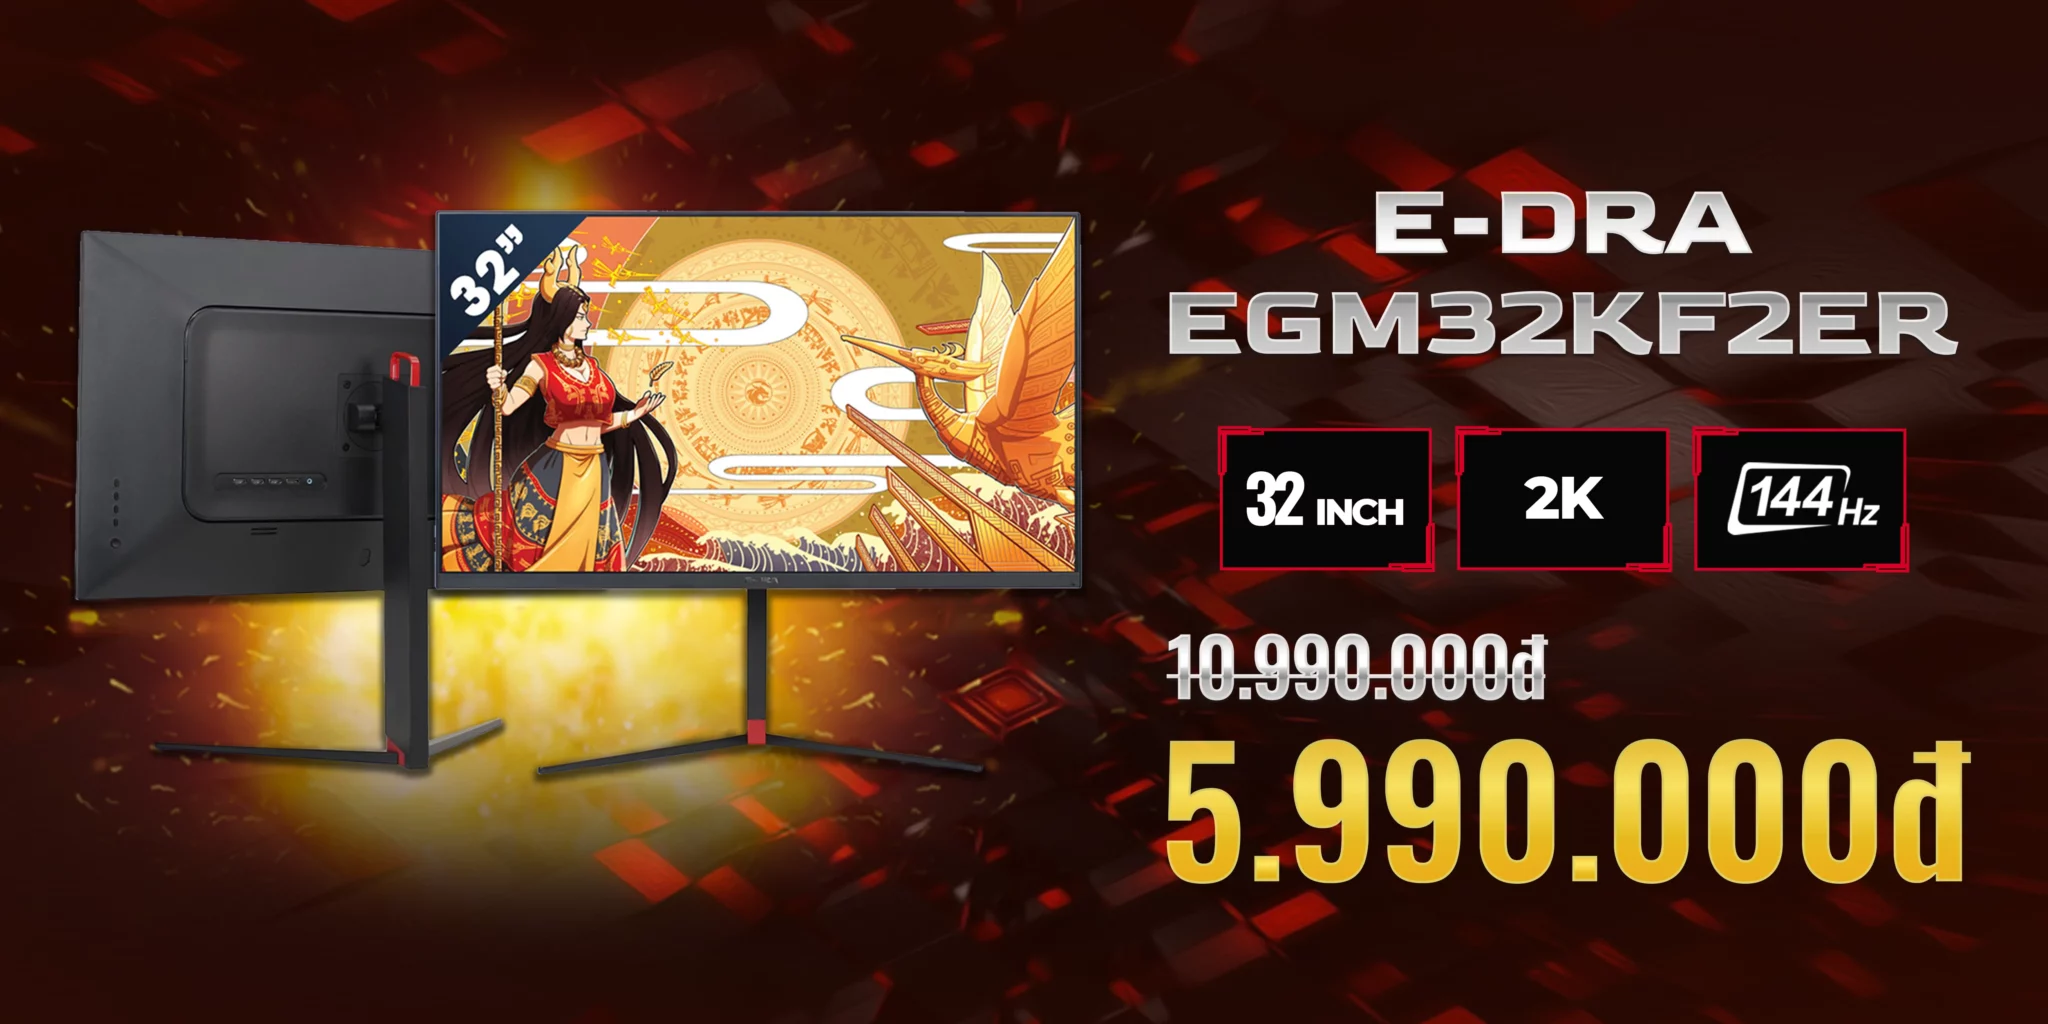 32”
E-DRA
EGM32KF2ER
32 INCH
2K
144Hz
10.990.000đ
5.990.000đ